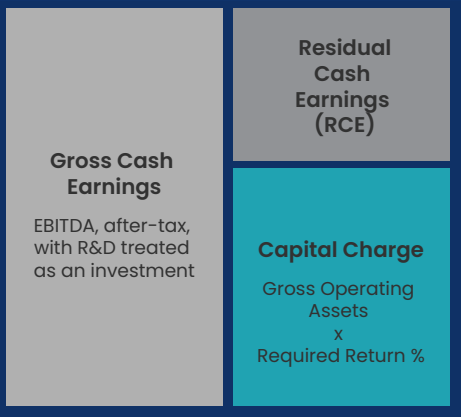 Gross Cash
Earnings
EBITDA, after-tax,
with R&D treated
as an investment
Residual
Cash
Earnings
(RCE)
Capital Charge
Gross Operating
Assets
x
Required Return %